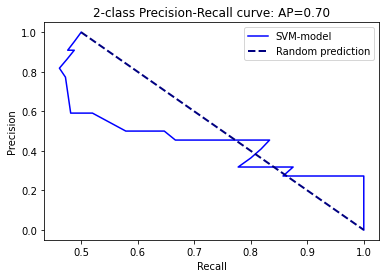 2-class Precision-Recall curve: AP=0.70
SVM-model
Random prediction
Precision
1.0
0.8
0.6
0.4
0.2
0.0
0.5
0.6
0.7
0.8
0.9
1.0
Recall